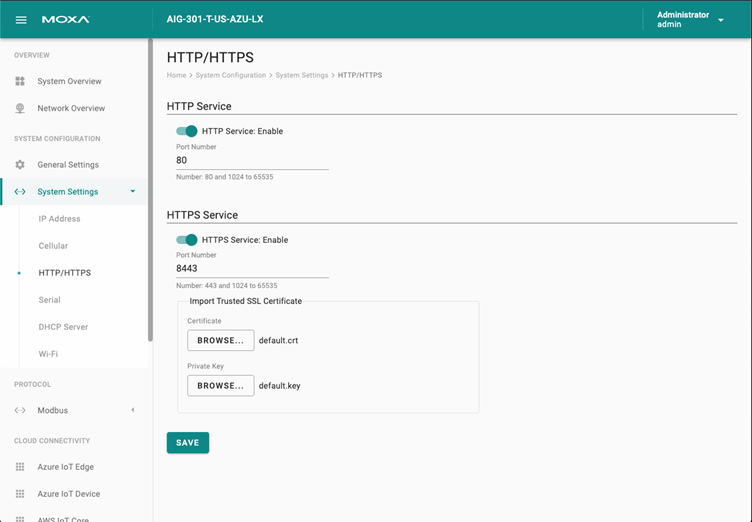 MOXA
AIG-301-T-US-AZU-LX
Administrator
admin
OVERVIEW
System Overview
Network Overview
SYSTEM CONFIGURATION
General Settings
System Settings
IP Address
Cellular
HTTP/HTTPS
Serial
DHCP Server
Wi-Fi
PROTOCOL
Modbus
CLOUD CONNECTIVITY
Azure IoT Edge
Azure IoT Device
AWS IoT Core
HTTP/HTTPS
Home > System Configuration > System Settings > HTTP/HTTPS
HTTP Service
HTTP Service: Enable
Port Number
80
Number: 80 and 1024 to 65535
HTTPS Service
HTTPS Service: Enable
Port Number
8443
Number: 443 and 1024 to 65535
Import Trusted SSL Certificate
Certificate
BROWSE... default.crt
Private Key
BROWSE... default.key
SAVE